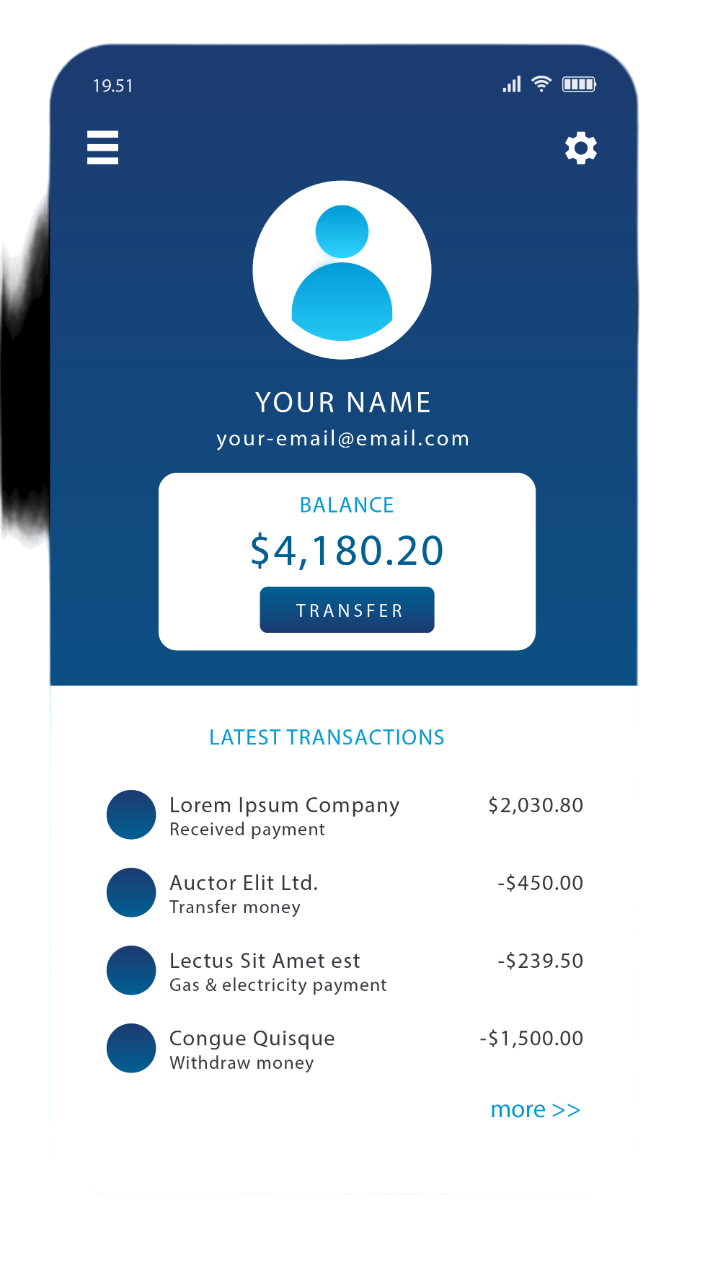 19.51
YOUR NAME
your-email@email.com
BALANCE
$4,180.20
TRANSFER
LATEST TRANSACTIONS
Lorem Ipsum Company $2,030.80
Received payment
Auctor Elit Ltd. -$450.00
Transfer money
Lectus Sit Amet est -$239.50
Gas & electricity payment
Congue Quisque -$1,500.00
Withdraw money
more >>